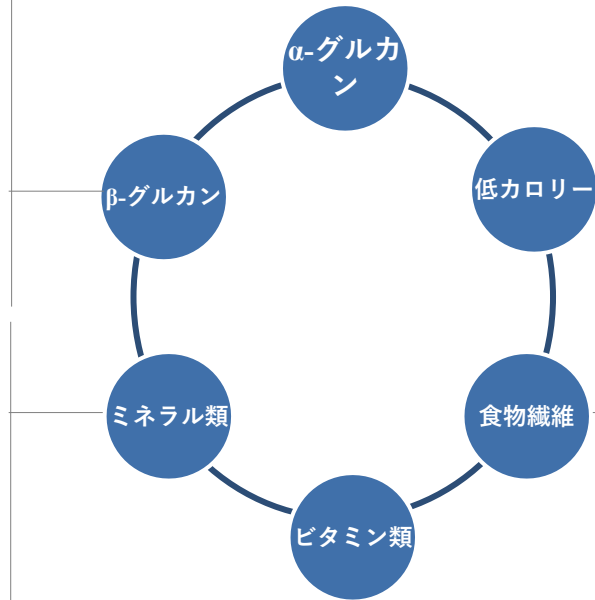 α-グルカ
ン
低カロリー
食物繊維
ビタミン類
ミネラル類
β-グルカン